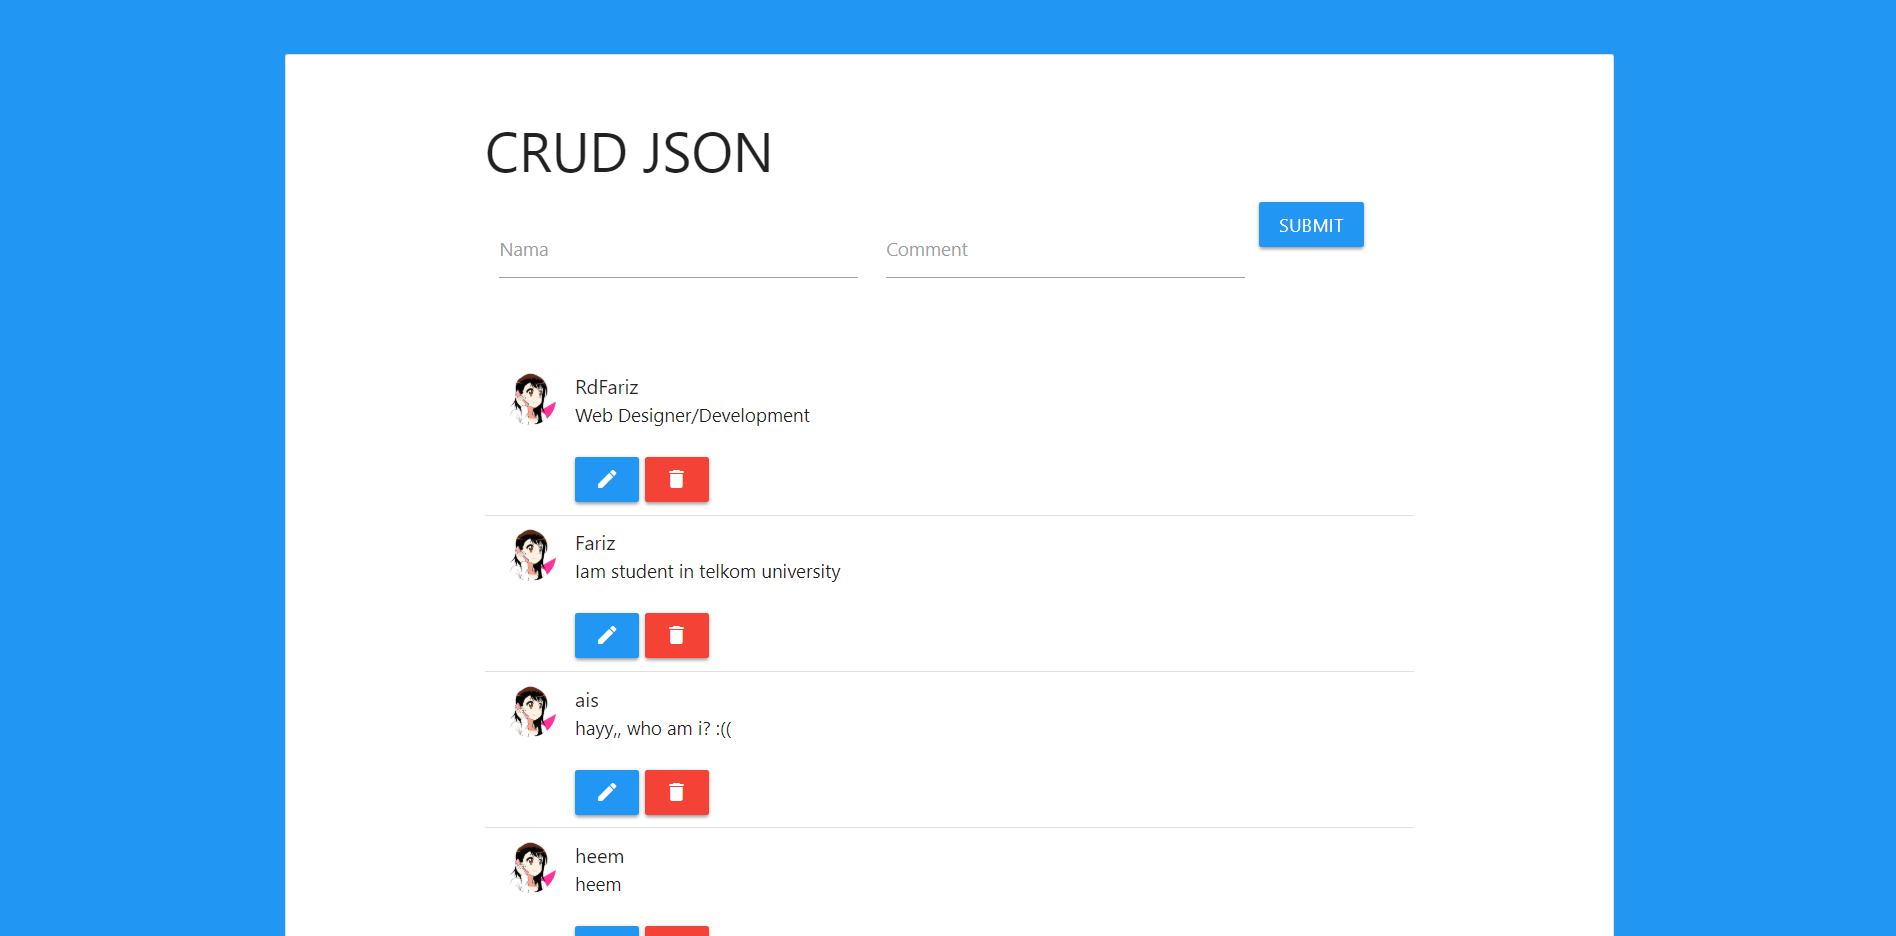 CRUD JSON
Nama
Comment
SUBMIT
RdFariz
Web Designer/Development
Fariz
Iam student in telkom university
ais
hayy,, who am i? :((
heem
heem